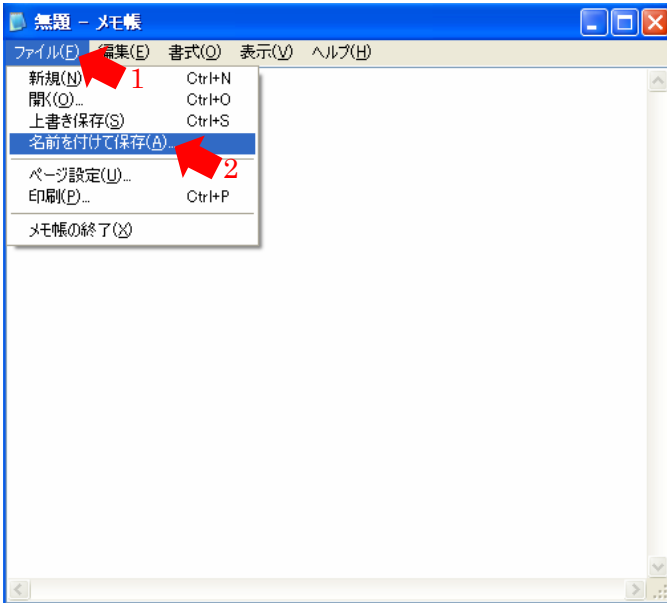 無題 - メモ帳
ファイル(F) 編集(E) 書式(O) 表示(V) ヘルプ(H)
1
新規(N) Ctrl+N
開く(O)... Ctrl+O
上書き保存(S) Ctrl+S
名前を付けて保存(A)...
2
ページ設定(U)...
印刷(P)... Ctrl+P
メモ帳の終了(X)